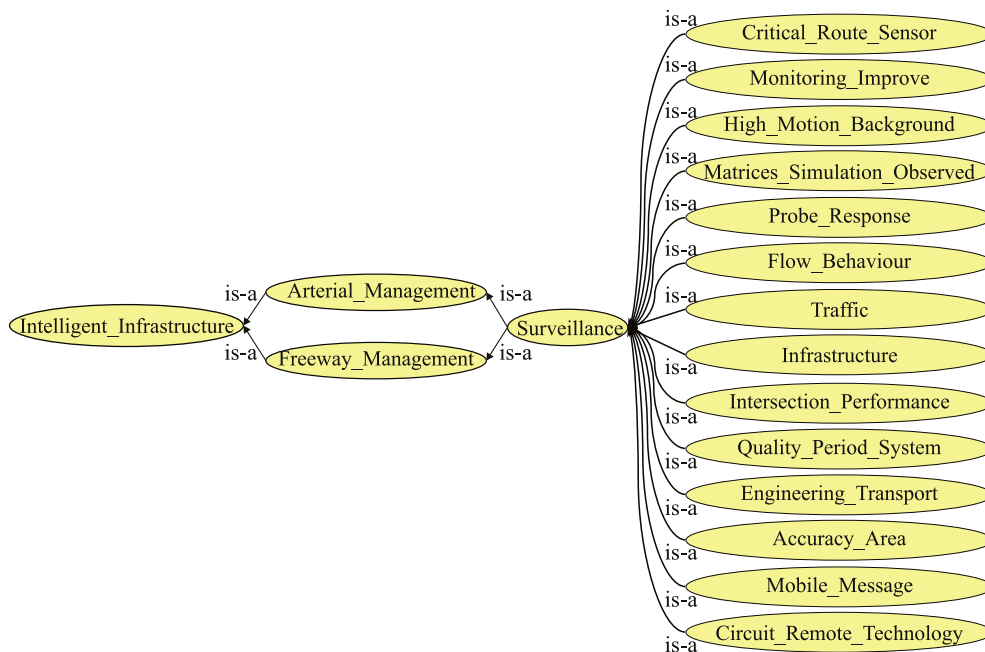 is-a
Critical_Route_Sensor
is-a
Monitoring_Improve
is-a
High_Motion_Background
is-a
Matrices_Simulation_Observed
is-a
Probe_Response
is-a
Flow_Behaviour
is-a
Traffic
Infrastructure
is-a
Intersection_Performance
is-a
Quality_Period_System
is-a
Engineering_Transport
is-a
Accuracy_Area
is-a
Mobile_Message
is-a
Circuit_Remote_Technology
is-a
Intelligent_Infrastructure
is-a
Arterial_Management
is-a
is-a
Freeway_Management
is-a
Surveillance